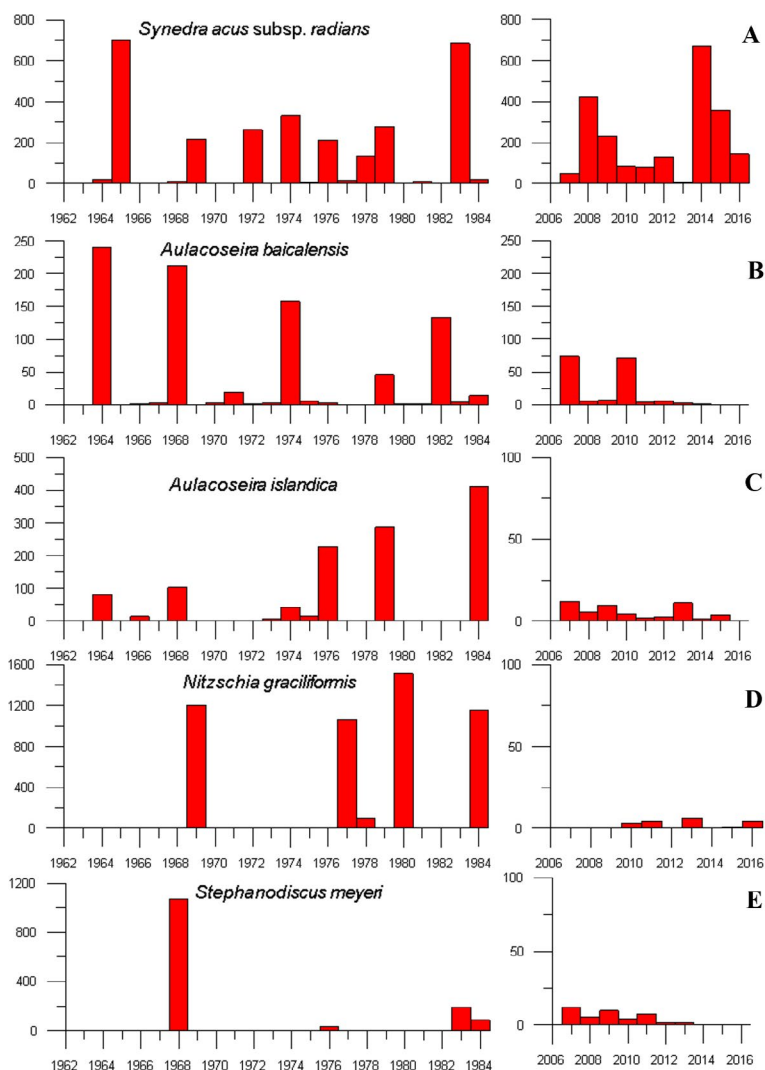 Synedra acus subsp. radians
A
800
600
400
200
0
1962 1964 1966 1968 1970 1972 1974 1976 1978 1980 1982 1984
800
600
400
200
0
2006 2008 2010 2012 2014 2016
Aulacoseira baicalensis
B
250
200
150
100
50
0
1962 1964 1966 1968 1970 1972 1974 1976 1978 1980 1982 1984
250
200
150
100
50
0
2006 2008 2010 2012 2014 2016
Aulacoseira islandica
C
500
400
300
200
100
0
1962 1964 1966 1968 1970 1972 1974 1976 1978 1980 1982 1984
100
50
0
2006 2008 2010 2012 2014 2016
Nitzschia graciliformis
D
1600
1200
800
400
0
1962 1964 1966 1968 1970 1972 1974 1976 1978 1980 1982 1984
100
50
0
2006 2008 2010 2012 2014 2016
Stephanodiscus meyeri
E
1200
800
400
0
1962 1964 1966 1968 1970 1972 1974 1976 1978 1980 1982 1984
100
50
0
2006 2008 2010 2012 2014 2016